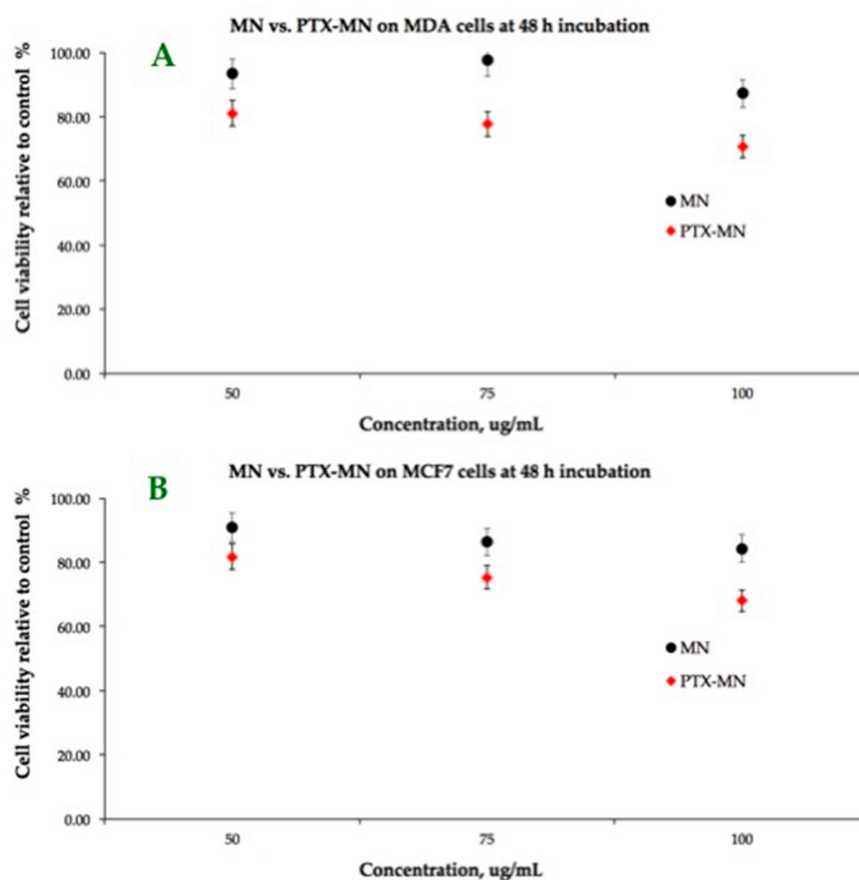 MN vs. PTX-MN on MDA cells at 48 h incubation
A
Cell viability relative to control %
100.00
80.00
60.00
40.00
20.00
0.00
MN
PTX-MN
50 75 100
Concentration, ug/mL
MN vs. PTX-MN on MCF7 cells at 48 h incubation
B
Cell viability relative to control %
100.00
80.00
60.00
40.00
20.00
0.00
MN
PTX-MN
50 75 100
Concentration, ug/mL